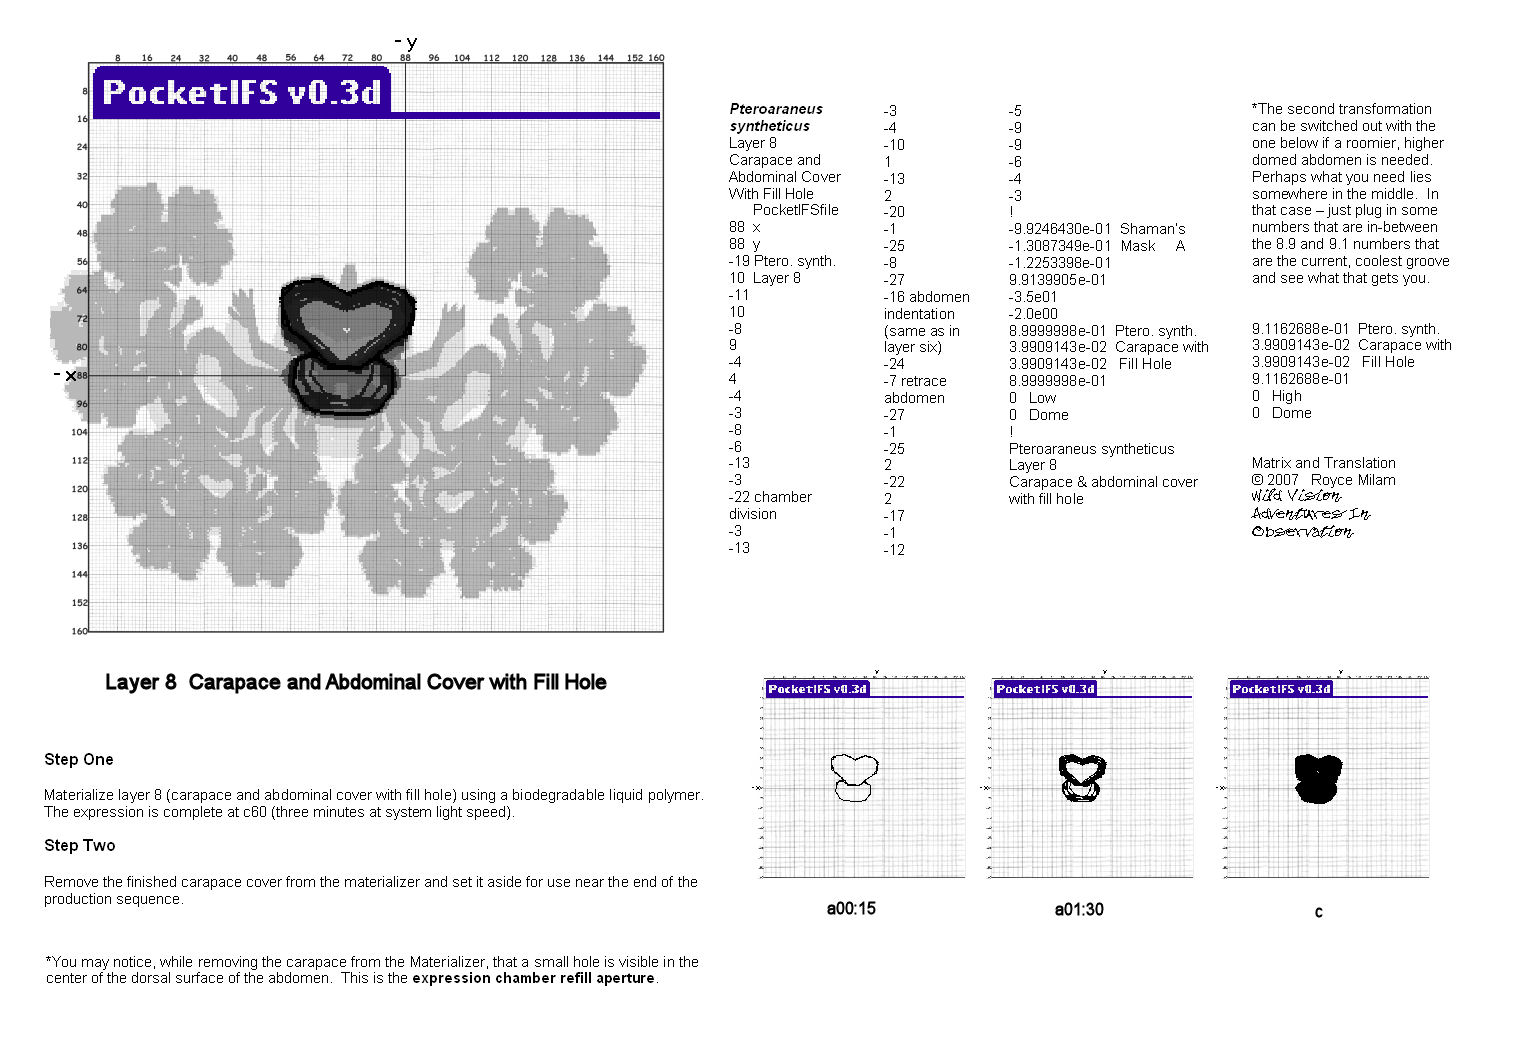 - y
8 16 24 32 40 48 56 64 72 80 88 96 104 112 120 128 136 144 152 160
PocketIFS v0.3d
8
16
24
32
40
48
56
64
72
80
- x 88
96
104
112
120
128
136
144
152
160
Layer 8 Carapace and Abdominal Cover with Fill Hole
Step One
Materialize layer 8 (carapace and abdominal cover with fill hole) using a biodegradable liquid polymer.
The expression is complete at c60 (three minutes at system light speed).
Step Two
Remove the finished carapace cover from the materializer and set it aside for use near the end of the
production sequence.
*You may notice, while removing the carapace from the Materializer, that a small hole is visible in the
center of the dorsal surface of the abdomen. This is the expression chamber refill aperture.
Pteroaraneus
syntheticus
Layer 8
Carapace and
Abdominal Cover
With Fill Hole
PocketIFSfile
88 x
88 y
-19 Ptero. synth.
10 Layer 8
-11
10
-8
9
-4
4
-4
-3
-8
-6
-13
-3
-22 chamber
division
-3
-13
-3
-4
-10
1
-13
2
-20
-1
-25
-8
-27
-16 abdomen
indentation
(same as in
layer six)
-24
-7 retrace
abdomen
-27
-1
-25
2
-22
2
-17
-1
-12
-5
-9
-9
-6
-4
-3
!
-9.9246430e-01 Shaman's
-1.3087349e-01 Mask A
-1.2253398e-01
9.9139905e-01
-3.5e01
-2.0e00
8.9999998e-01 Ptero. synth.
3.9909143e-02 Carapace with
3.9909143e-02 Fill Hole
8.9999998e-01
0 Low
0 Dome
!
Pteroaraneus syntheticus
Layer 8
Carapace & abdominal cover
with fill hole
*The second transformation
can be switched out with the
one below if a roomier, higher
domed abdomen is needed.
Perhaps what you need lies
somewhere in the middle. In
that case – just plug in some
numbers that are in-between
the 8.9 and 9.1 numbers that
are the current, coolest groove
and see what that gets you.
9.1162688e-01 Ptero. synth.
3.9909143e-02 Carapace with
3.9909143e-02 Fill Hole
9.1162688e-01
0 High
0 Dome
Matrix and Translation
© 2007 Royce Milam
Wild Vision
Adventures In
Observation
PocketIFS v0.3d
a00:15
PocketIFS v0.3d
a01:30
PocketIFS v0.3d
c